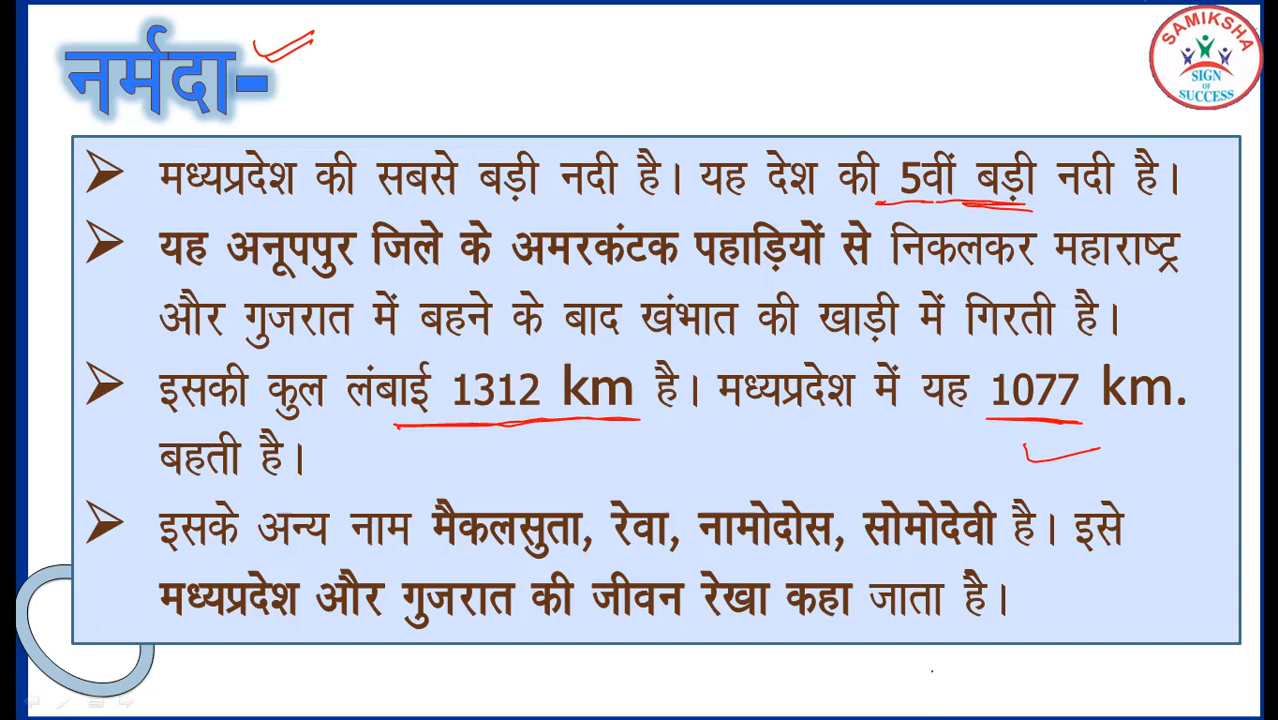 नर्मदा-
SAMIKSHA
SIGN
OF
SUCCESS
मध्यप्रदेश की सबसे बड़ी नदी है। यह देश की 5वीं बड़ी नदी है।
यह अनूपपुर जिले के अमरकंटक पहाड़ियों से निकलकर महाराष्ट्र
और गुजरात में बहने के बाद खंभात की खाड़ी में गिरती है।
इसकी कुल लंबाई 1312 km है। मध्यप्रदेश में यह 1077 km.
बहती है।
इसके अन्य नाम मैकलसुता, रेवा, नामोदोस, सोमोदेवी है। इसे
मध्यप्रदेश और गुजरात की जीवन रेखा कहा जाता है।